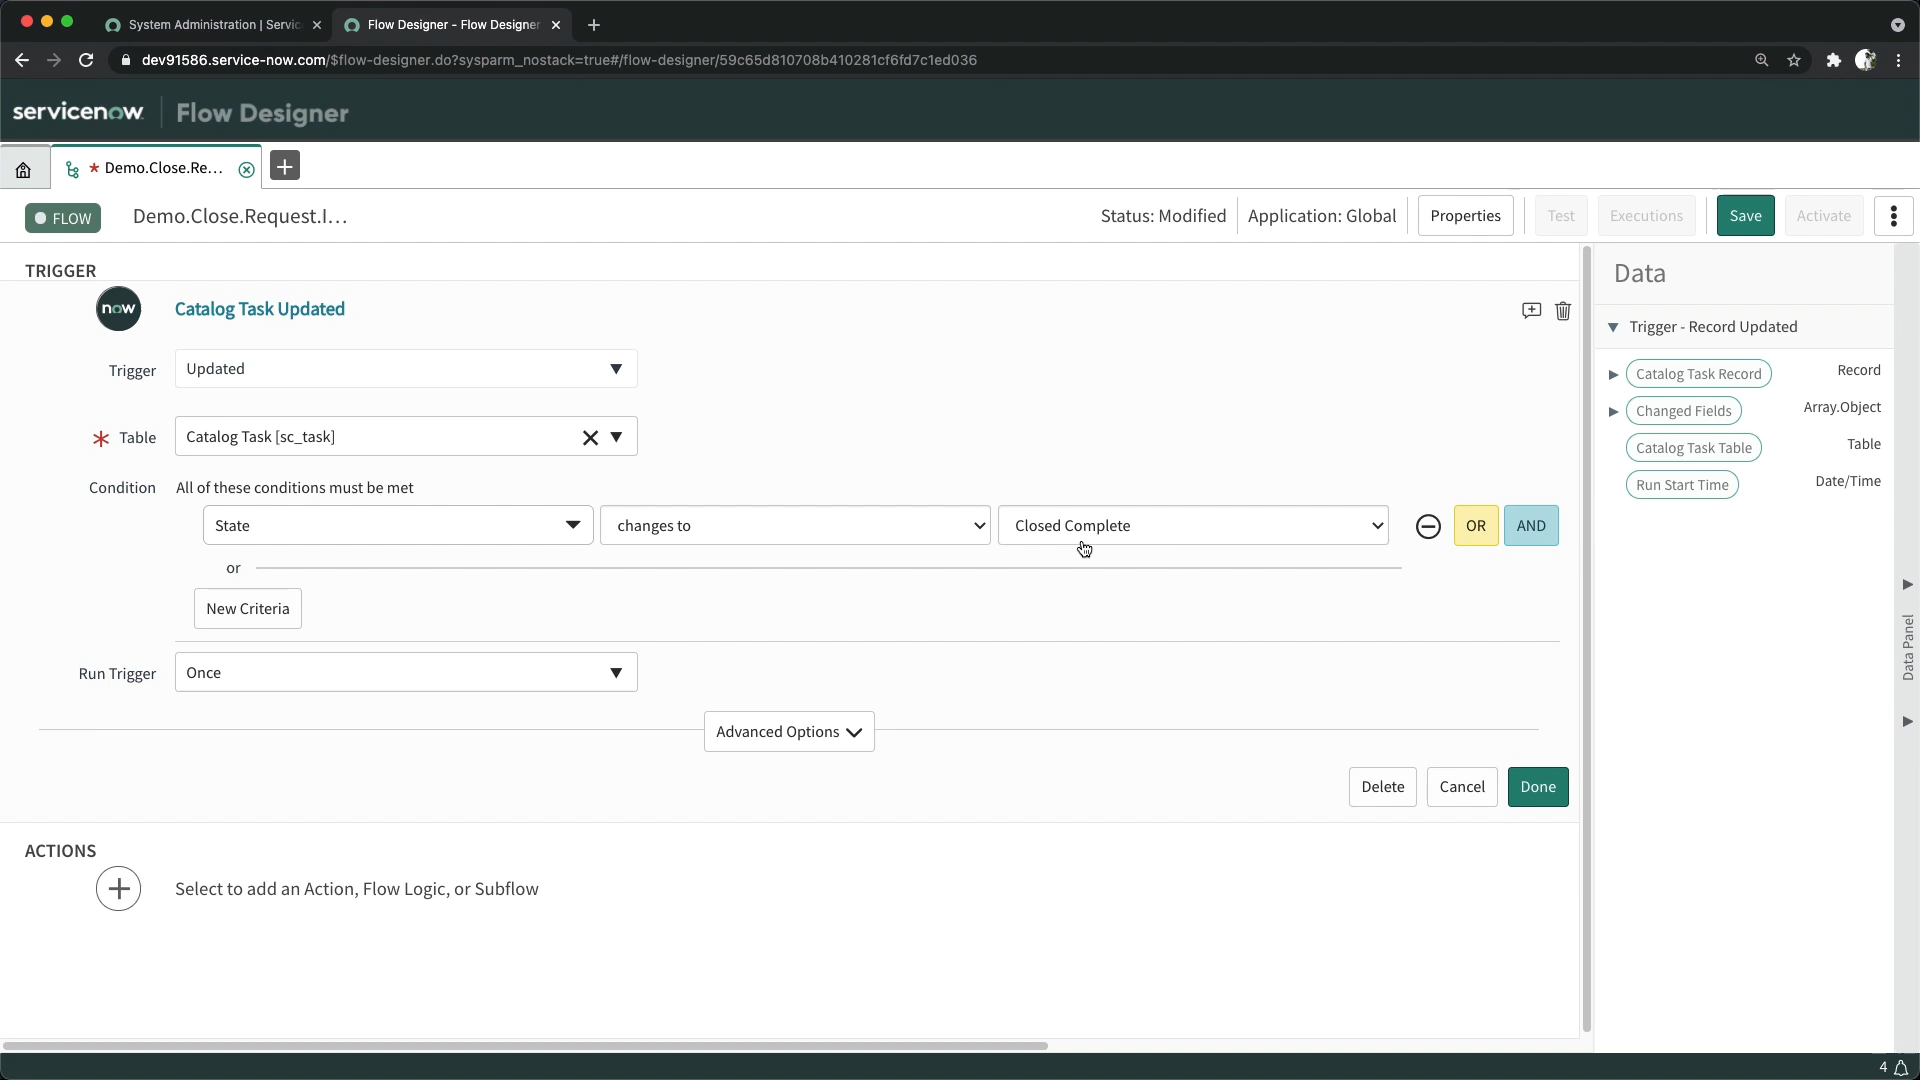 System Administration | Servic
Flow Designer - Flow Designer
dev91586.service-now.com/$flow-designer.do?sysparm_nostack=true#/flow-designer/59c65d810708b410281cf6fd7c1ed036
servicenow Flow Designer
* Demo.Close.Re...
FLOW Demo.Close.Request.I... Status: Modified Application: Global Properties Test Executions Save Activate
TRIGGER
now Catalog Task Updated
Trigger Updated
* Table Catalog Task [sc_task]
Condition All of these conditions must be met
State changes to Closed Complete OR AND
or
New Criteria
Run Trigger Once
Advanced Options
Delete Cancel Done
ACTIONS
Select to add an Action, Flow Logic, or Subflow
Data
Trigger - Record Updated
Catalog Task Record Record
Changed Fields Array.Object
Catalog Task Table Table
Run Start Time Date/Time
Data Panel
4